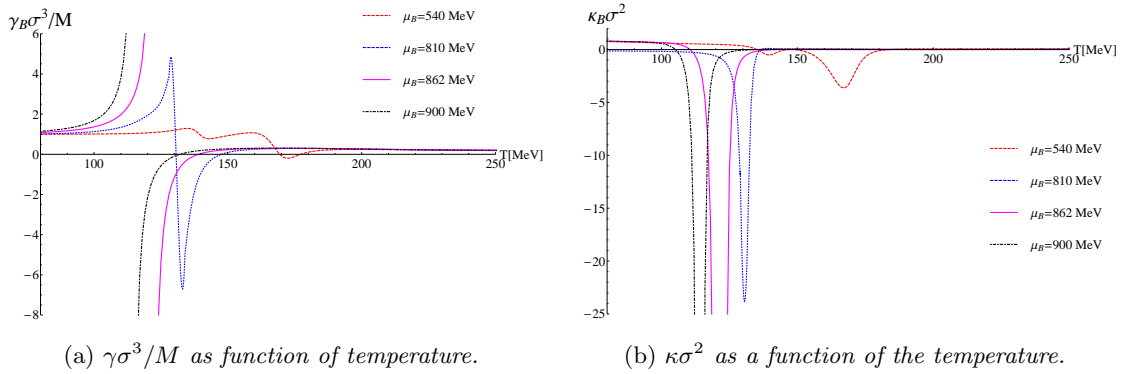 γ_Bσ³/M
6
4
2
0
-2
-4
-6
-8
100
150
200
250
T[MeV]
μ_B=540 MeV
μ_B=810 MeV
μ_B=862 MeV
μ_B=900 MeV
(a) γσ³/M as function of temperature.
κ_Bσ²
0
-5
-10
-15
-20
-25
100
150
200
250
T[MeV]
μ_B=540 MeV
μ_B=810 MeV
μ_B=862 MeV
μ_B=900 MeV
(b) κσ² as a function of the temperature.